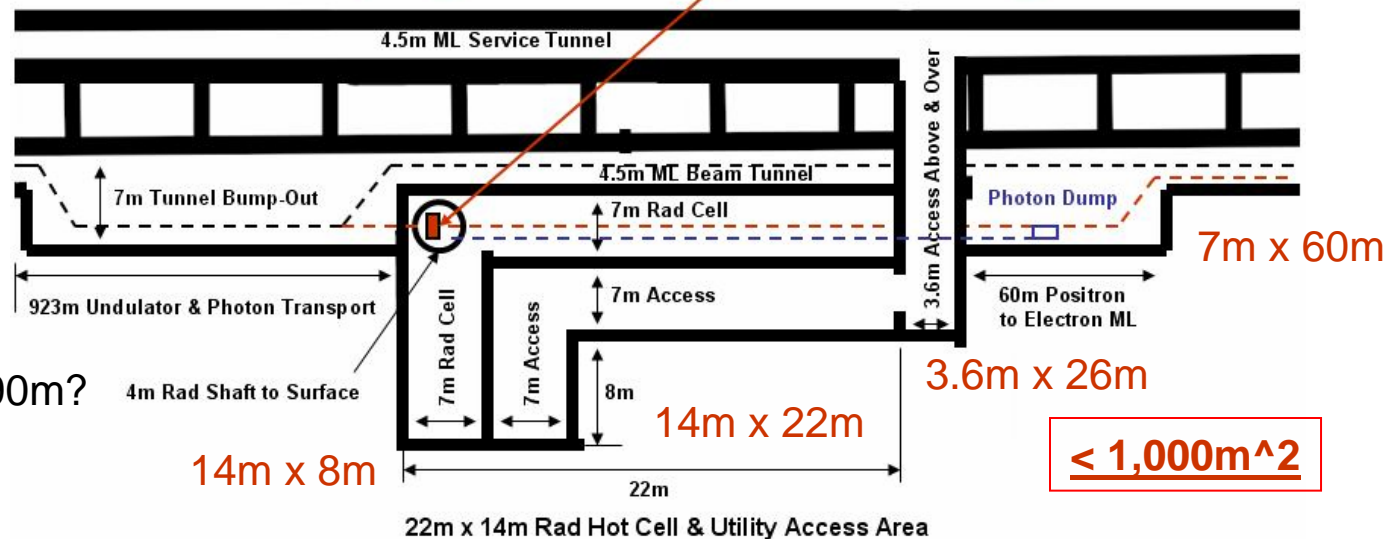 4.5m ML Service Tunnel
3.6m Access Above & Over
4.5m ML Beam Tunnel
7m Tunnel Bump-Out
7m Rad Cell
Photon Dump
7m x 60m
923m Undulator & Photon Transport
7m Access
60m Positron
to Electron ML
7m Rad Cell
7m Access
00m?
4m Rad Shaft to Surface
8m
3.6m x 26m
14m x 22m
14m x 8m
< 1,000m^2
22m
22m x 14m Rad Hot Cell & Utility Access Area